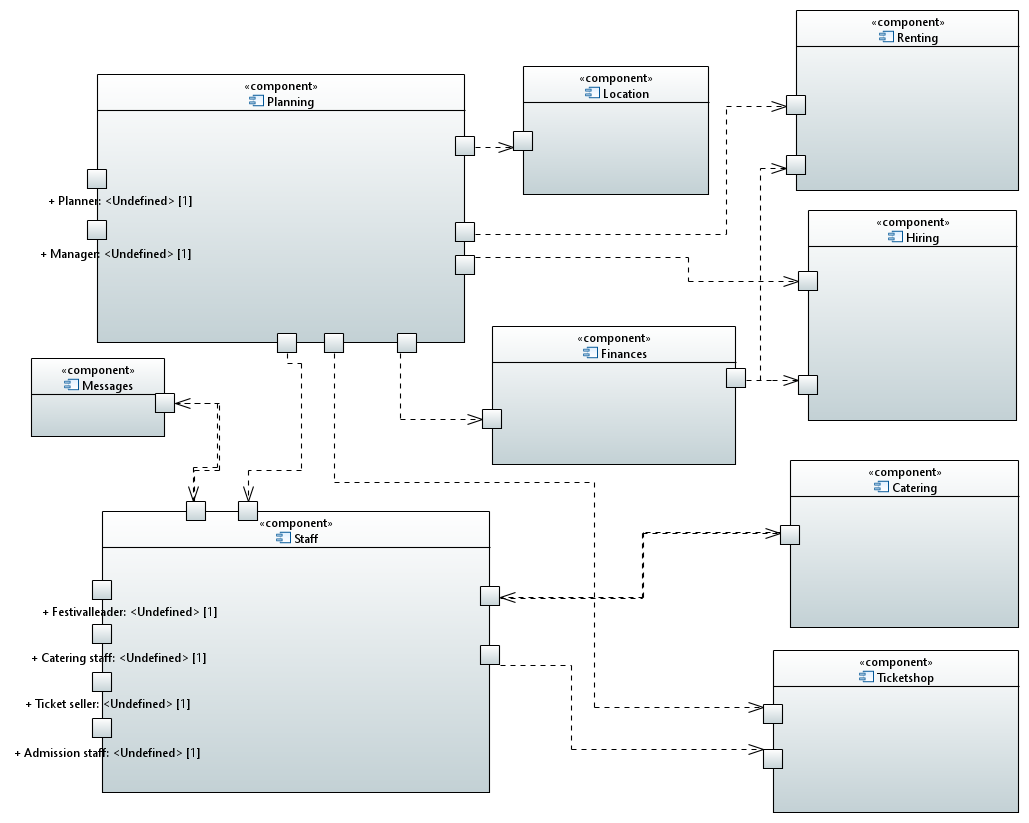 «component»
Planning
+ Planner: <Undefined> [1]
+ Manager: <Undefined> [1]
«component»
Location
«component»
Renting
«component»
Hiring
«component»
Finances
«component»
Messages
«component»
Staff
+ Festivalleader: <Undefined> [1]
+ Catering staff: <Undefined> [1]
+ Ticket seller: <Undefined> [1]
+ Admission staff: <Undefined> [1]
«component»
Catering
«component»
Ticketshop